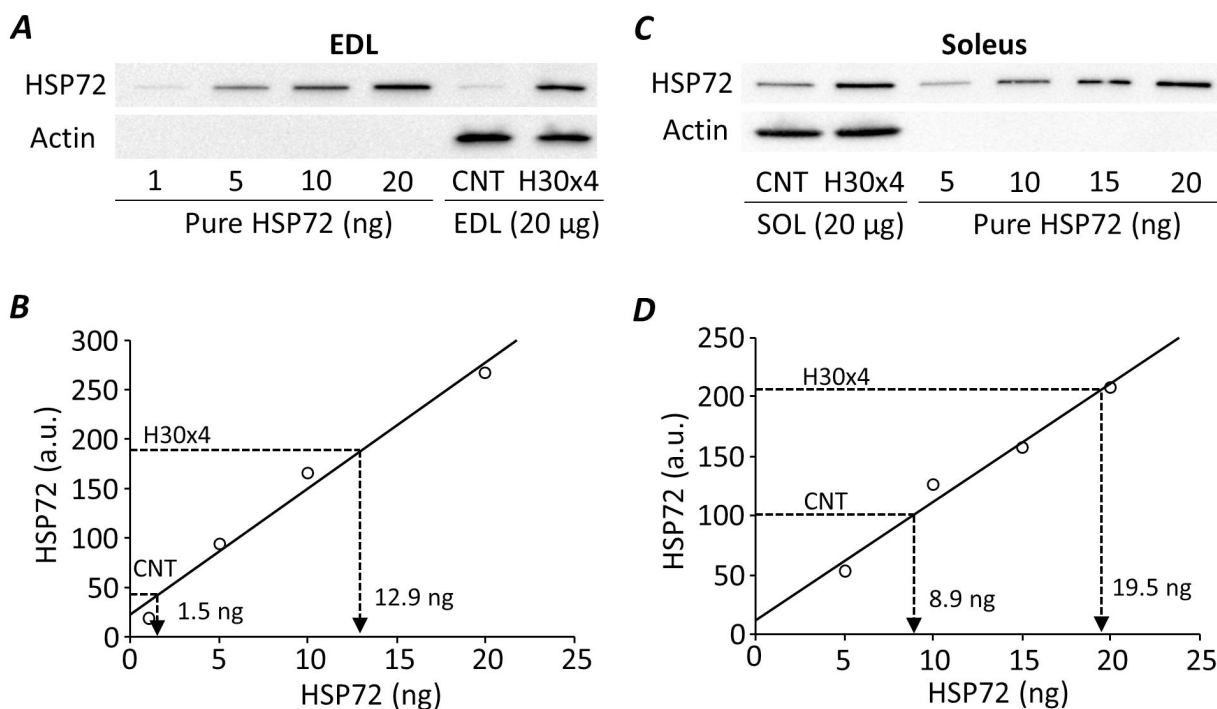 A
EDL
HSP72
Actin
1 5 10 20 CNT H30x4
Pure HSP72 (ng) EDL (20 µg)
C
Soleus
HSP72
Actin
CNT H30x4 5 10 15 20
SOL (20 µg) Pure HSP72 (ng)
B
HSP72 (a.u.)
300
250
200
150
100
50
0
H30x4
CNT
1.5 ng
12.9 ng
0 5 10 15 20 25
HSP72 (ng)
D
HSP72 (a.u.)
250
200
150
100
50
0
H30x4
CNT
8.9 ng
19.5 ng
0 5 10 15 20 25
HSP72 (ng)